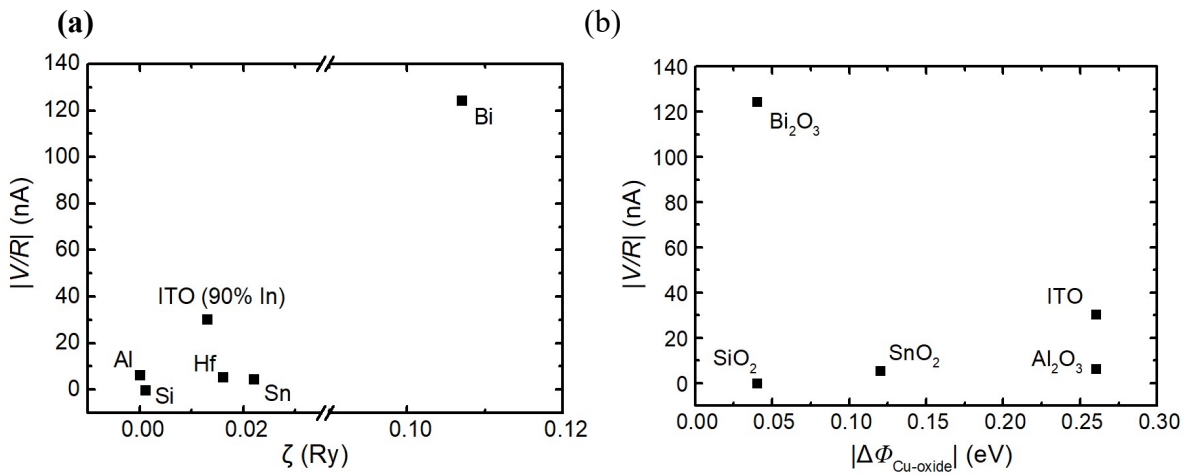 (a)
140
120
100
80
60
40
20
0
|V/R| (nA)
Bi
ITO (90% In)
Al
Si
Hf
Sn
0.00
0.02
0.10
0.12
ζ (Ry)
(b)
140
120
100
80
60
40
20
0
|V/R| (nA)
Bi₂O₃
ITO
SiO₂
SnO₂
Al₂O₃
0.00
0.05
0.10
0.15
0.20
0.25
0.30
|ΔΦCu-oxide| (eV)